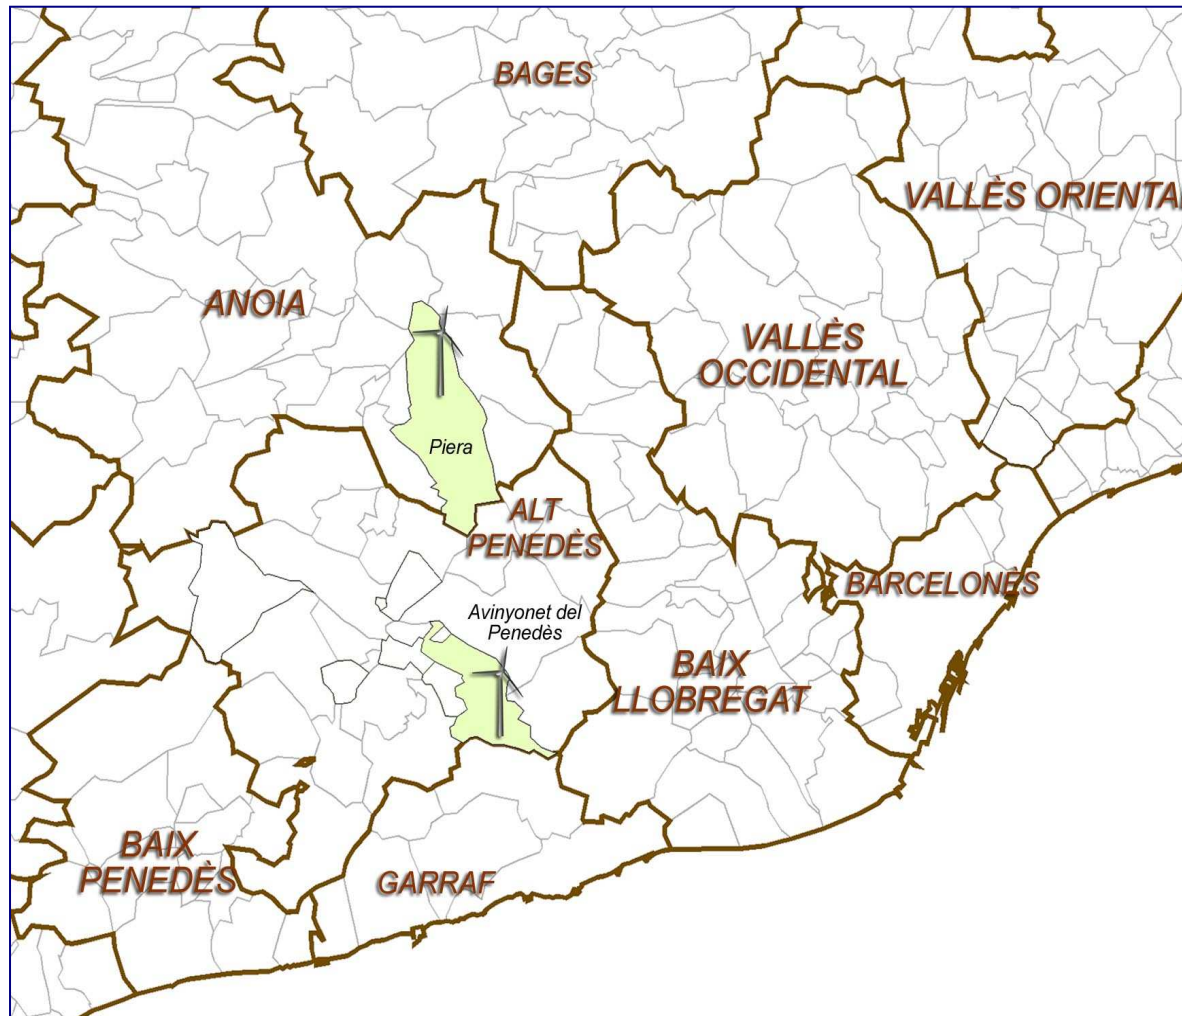 BAGES
VALLÈS ORIENTAL
ANOIA
VALLÈS
OCCIDENTAL
Piera
ALT
PENEDÈS
BARCELONÈS
Avinyonet del
Penedès
BAIX
LLOBREGAT
BAIX
PENEDÈS
GARRAF